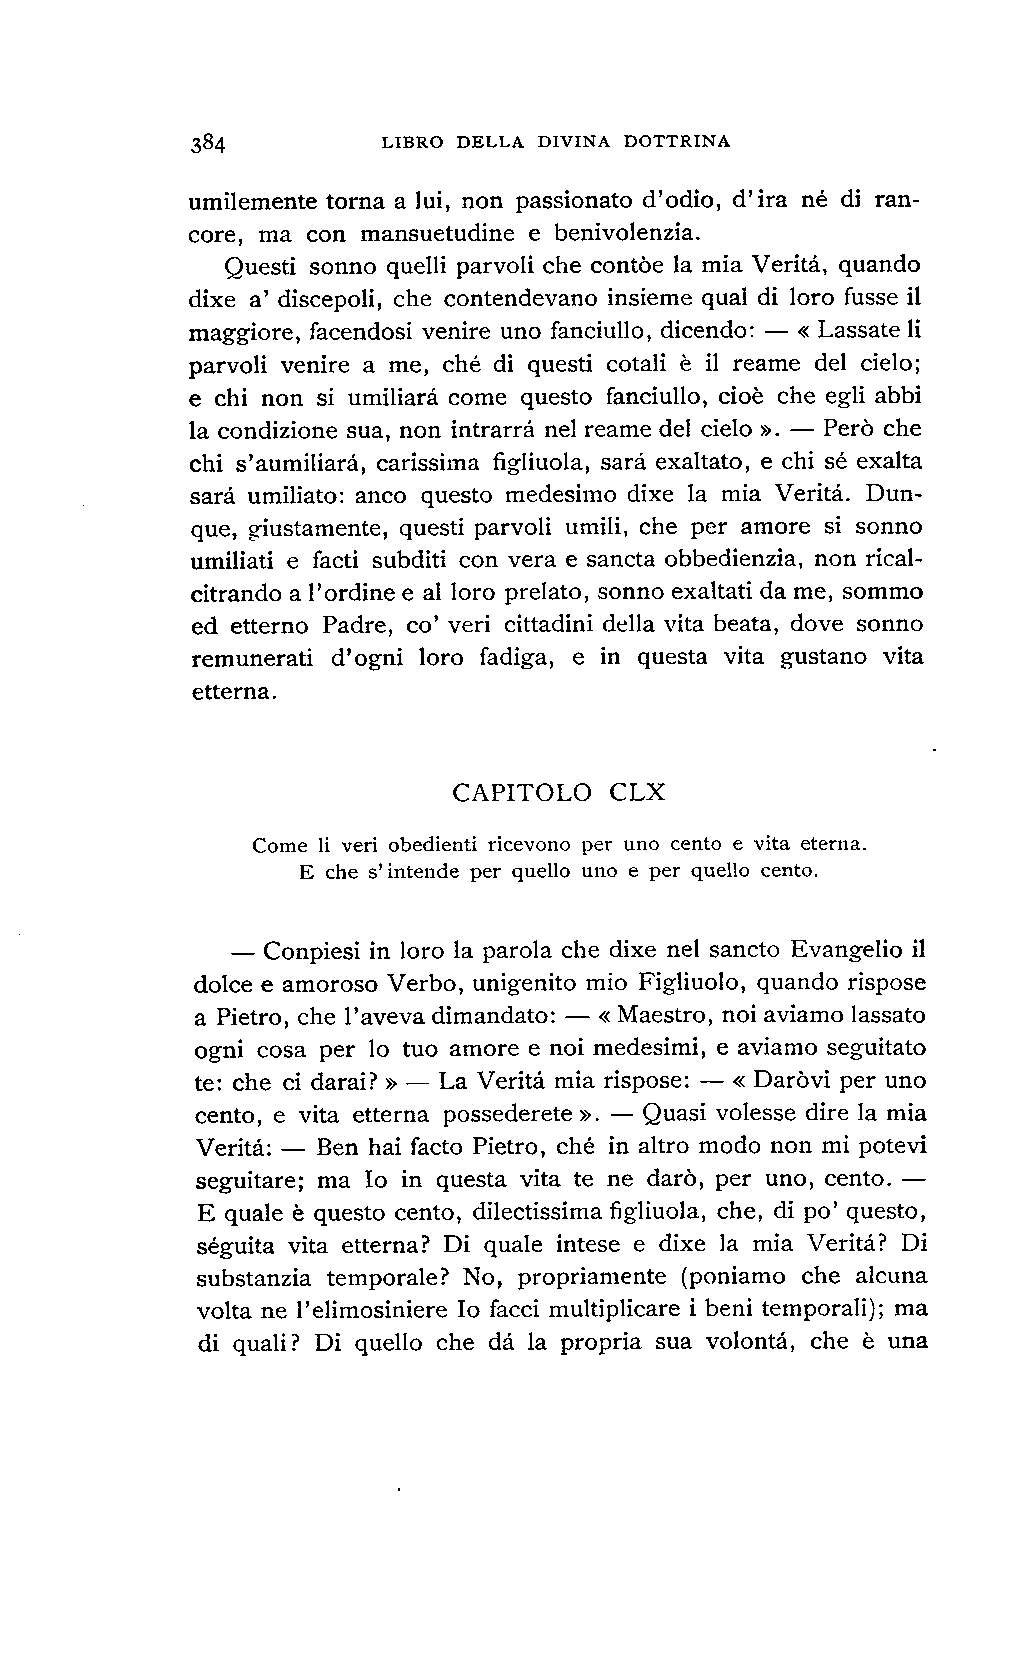 384 LIBRO DELLA DIVINA DOTTRINA
umilemente torna a lui, non passionato d'odio, d'ira né di ran-
core, ma con mansuetudine e benivolenzia.
Questi sonno quelli parvoli che contòe la mia Veritá, quando
dixe a' discepoli, che contendevano insieme qual di loro fusse il
maggiore, facendosi venire uno fanciullo, dicendo: — « Lassate li
parvoli venire a me, ché di questi cotali è il reame del cielo;
e chi non si umiliará come questo fanciullo, cioè che egli abbi
la condizione sua, non intrarrá nel reame del cielo ». — Però che
chi s'aumiliará, carissima figliuola, sará exaltato, e chi sé exalta
sará umiliato: anco questo medesimo dixe la mia Veritá. Dun-
que, giustamente, questi parvoli umili, che per amore si sonno
umiliati e facti subditi con vera e sancta obbedienzia, non rical-
citrando a l'ordine e al loro prelato, sonno exaltati da me, sommo
ed etterno Padre, co' veri cittadini della vita beata, dove sonno
remunerati d'ogni loro fadiga, e in questa vita gustano vita
etterna.
CAPITOLO CLX
Come li veri obedienti ricevono per uno cento e vita eterna.
E che s'intende per quello uno e per quello cento.
— Conpiesi in loro la parola che dixe nel sancto Evangelio il
dolce e amoroso Verbo, unigenito mio Figliuolo, quando rispose
a Pietro, che l'aveva dimandato: — « Maestro, noi aviamo lassato
ogni cosa per lo tuo amore e noi medesimi, e aviamo seguitato
te: che ci darai? » — La Veritá mia rispose: — « Daròvi per uno
cento, e vita etterna possederete ». — Quasi volesse dire la mia
Veritá: — Ben hai facto Pietro, ché in altro modo non mi potevi
seguitare; ma Io in questa vita te ne darò, per uno, cento. —
E quale è questo cento, dilectissima figliuola, che, di po' questo,
séguita vita etterna? Di quale intese e dixe la mia Veritá? Di
substanzia temporale? No, propriamente (poniamo che alcuna
volta ne l'elimosiniere Io facci multiplicare i beni temporali); ma
di quali? Di quello che dá la propria sua volontá, che è una